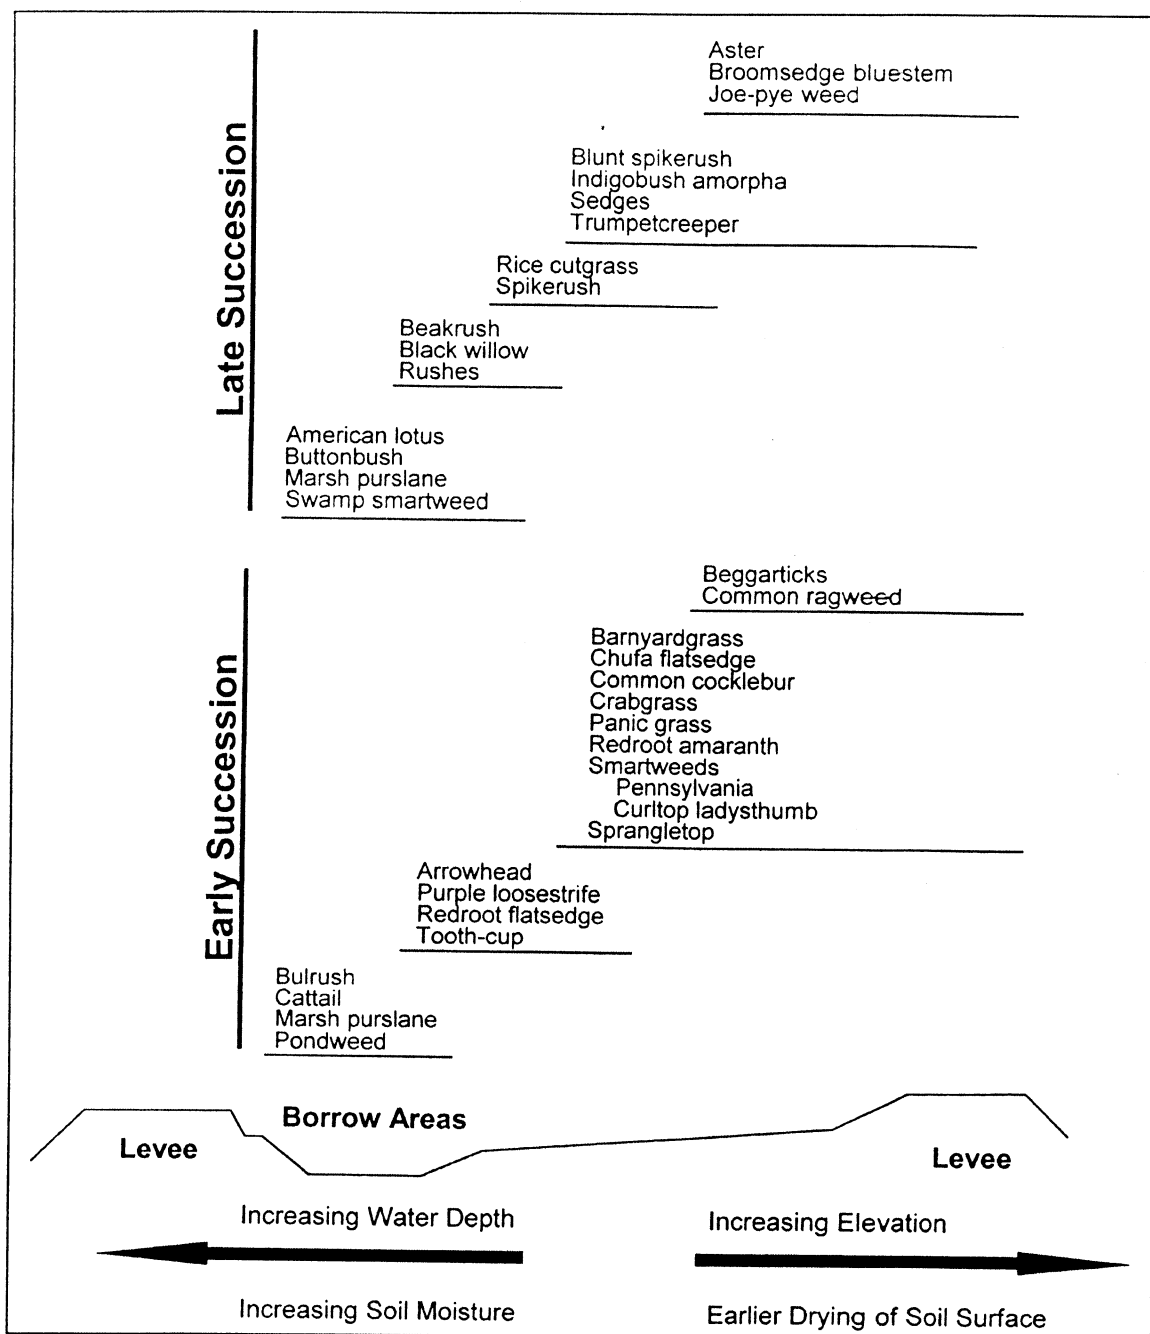 Late Succession
Aster
Broomsedge bluestem
Joe-pye weed
Blunt spikerush
Indigobush amorpha
Sedges
Trumpetcreeper
Rice cutgrass
Spikerush
Beakrush
Black willow
Rushes
American lotus
Buttonbush
Marsh purslane
Swamp smartweed
Early Succession
Beggarticks
Common ragweed
Barnyardgrass
Chufa flatsedge
Common cocklebur
Crabgrass
Panic grass
Redroot amaranth
Smartweeds
Pennsylvania
Curltop ladysthumb
Sprangletop
Arrowhead
Purple loosestrife
Redroot flatsedge
Tooth-cup
Bulrush
Cattail
Marsh purslane
Pondweed
Borrow Areas
Levee
Levee
Increasing Water Depth
Increasing Elevation
Increasing Soil Moisture
Earlier Drying of Soil Surface